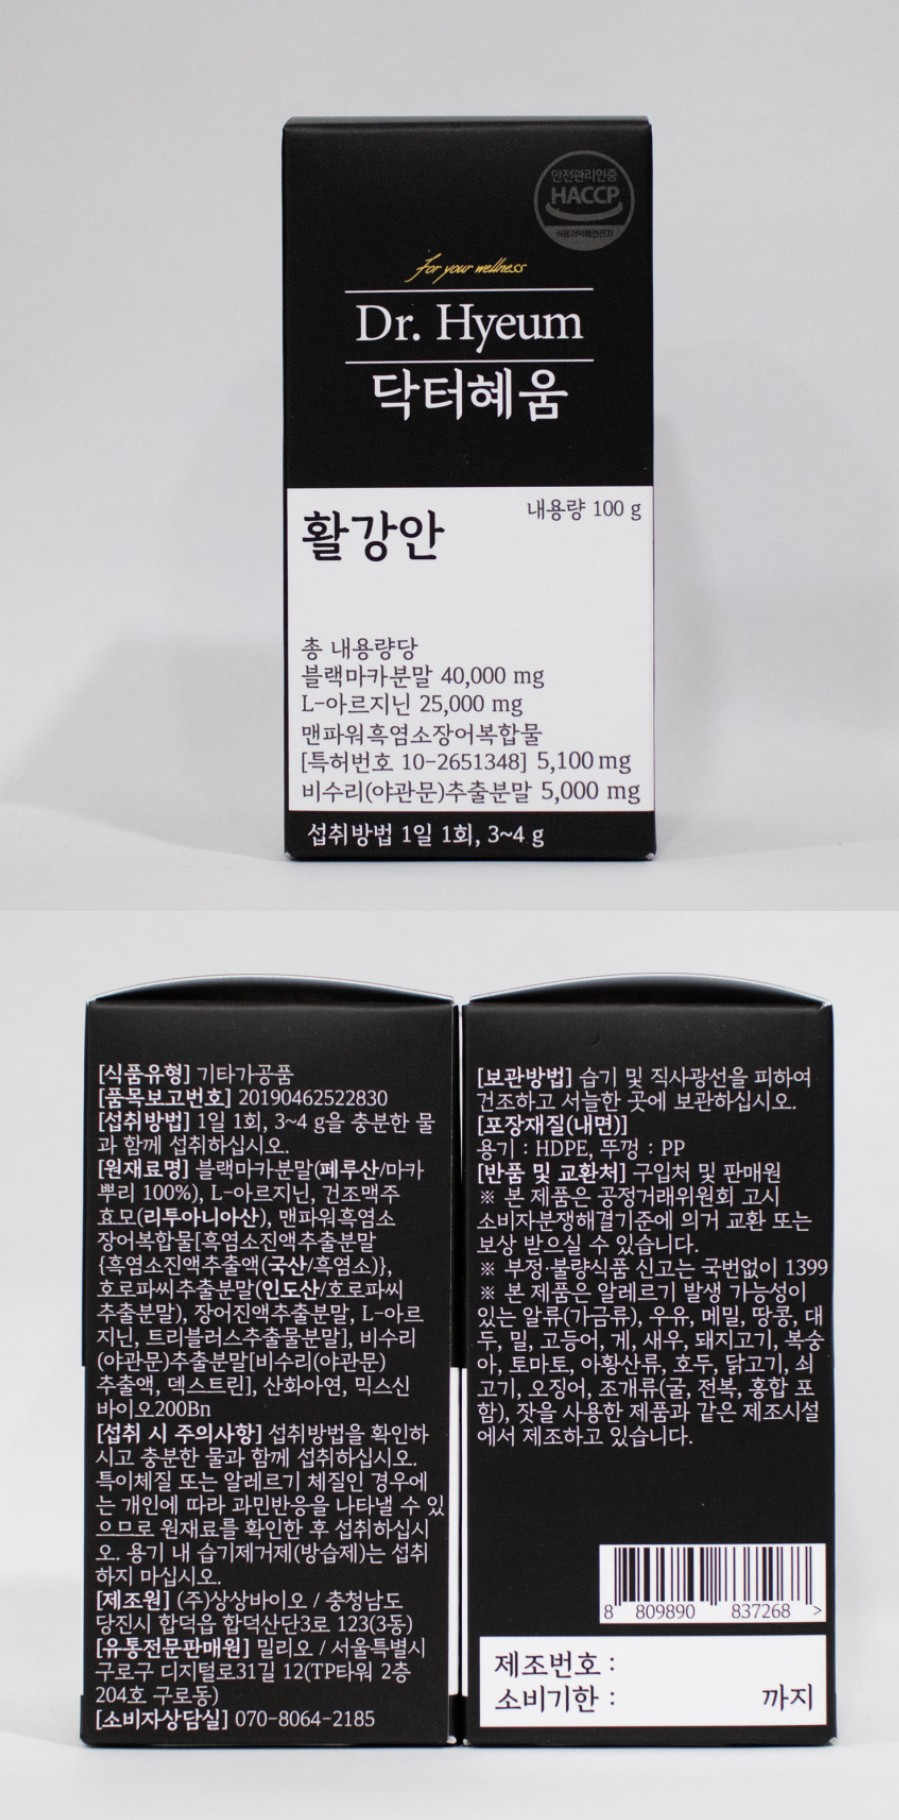 안전관리인증
HACCP
식품의약품안전처
for your wellness
Dr. Hyeum
닥터혜움
내용량 100 g
활강안
총 내용량당
블랙마카분말 40,000 mg
L-아르지닌 25,000 mg
맨파워흑염소장어복합물
[특허번호 10-2651348] 5,100 mg
비수리(야관문)추출분말 5,000 mg
섭취방법 1일 1회, 3~4 g
[식품유형] 기타가공품
[품목보고번호] 20190462522830
[섭취방법] 1일 1회, 3~4 g을 충분한 물
과 함께 섭취하십시오.
[원재료명] 블랙마카분말(페루산/마카
뿌리 100%), L-아르지닌, 건조맥주
효모(리투아니아산), 맨파워흑염소
장어복합물[흑염소진액추출분말
{흑염소진액추출액(국산/흑염소)},
호로파씨추출분말(인도산/호로파씨
추출분말), 장어진액추출분말, L-아르
지닌, 트리블러스추출물분말], 비수리
(야관문)추출분말[비수리(야관문)
추출액, 덱스트린], 산화아연, 믹스신
바이오200Bn
[섭취 시 주의사항] 섭취방법을 확인하
시고 충분한 물과 함께 섭취하십시오.
특이체질 또는 알레르기 체질인 경우에
는 개인에 따라 과민반응을 나타낼 수 있
으므로 원재료를 확인한 후 섭취하십시
오. 용기 내 습기제거제(방습제)는 섭취
하지 마십시오.
[제조원] (주)상상바이오 / 충청남도
당진시 합덕읍 합덕산단3로 123(3동)
[유통전문판매원] 밀리오 / 서울특별시
구로구 디지털로31길 12(TP타워 2층
204호 구로동)
[소비자상담실] 070-8064-2185
[보관방법] 습기 및 직사광선을 피하여
건조하고 서늘한 곳에 보관하십시오.
[포장재질(내면)]
용기 : HDPE, 뚜껑 : PP
[반품 및 교환처] 구입처 및 판매원
※ 본 제품은 공정거래위원회 고시
소비자분쟁해결기준에 의거 교환 또는
보상 받으실 수 있습니다.
※ 부정·불량식품 신고는 국번없이 1399
※ 본 제품은 알레르기 발생 가능성이
있는 알류(가금류), 우유, 메밀, 땅콩, 대
두, 밀, 고등어, 게, 새우, 돼지고기, 복숭
아, 토마토, 아황산류, 호두, 닭고기, 쇠
고기, 오징어, 조개류(굴, 전복, 홍합 포
함), 잣을 사용한 제품과 같은 제조시설
에서 제조하고 있습니다.
8 809890 837268 >
제조번호 :
소비기한 : 까지